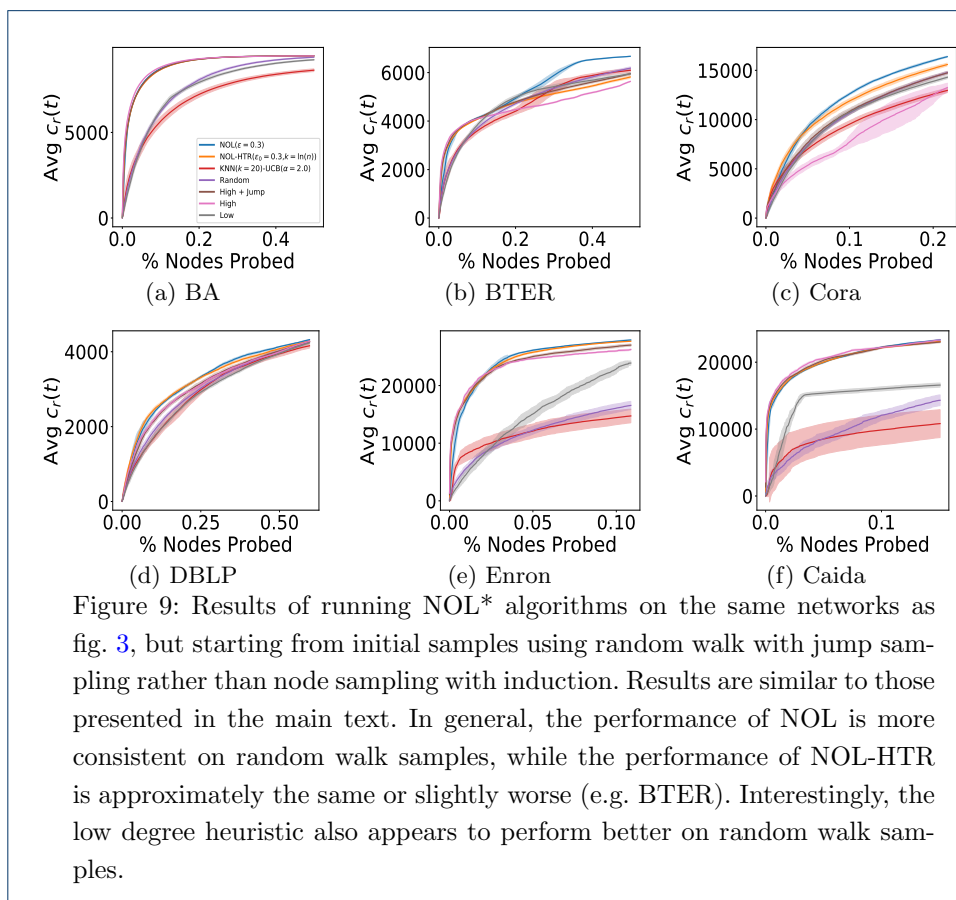 Avg c_r(t)
5000
0
0.0 0.2 0.4
% Nodes Probed
NOL(ε = 0.3)
NOL-HTR(ε₀ = 0.3,k = ln(n))
KNN(k = 20)-UCB(α = 2.0)
Random
High + Jump
High
Low
(a) BA
Avg c_r(t)
6000
4000
2000
0
0.0 0.2 0.4
% Nodes Probed
(b) BTER
Avg c_r(t)
15000
10000
5000
0
0.0 0.1 0.2
% Nodes Probed
(c) Cora
Avg c_r(t)
4000
2000
0
0.00 0.25 0.50
% Nodes Probed
(d) DBLP
Avg c_r(t)
20000
10000
0
0.00 0.05 0.10
% Nodes Probed
(e) Enron
Avg c_r(t)
20000
10000
0
0.0 0.1
% Nodes Probed
(f) Caida
Figure 9: Results of running NOL* algorithms on the same networks as
fig. 3, but starting from initial samples using random walk with jump sam-
pling rather than node sampling with induction. Results are similar to those
presented in the main text. In general, the performance of NOL is more
consistent on random walk samples, while the performance of NOL-HTR
is approximately the same or slightly worse (e.g. BTER). Interestingly, the
low degree heuristic also appears to perform better on random walk sam-
ples.